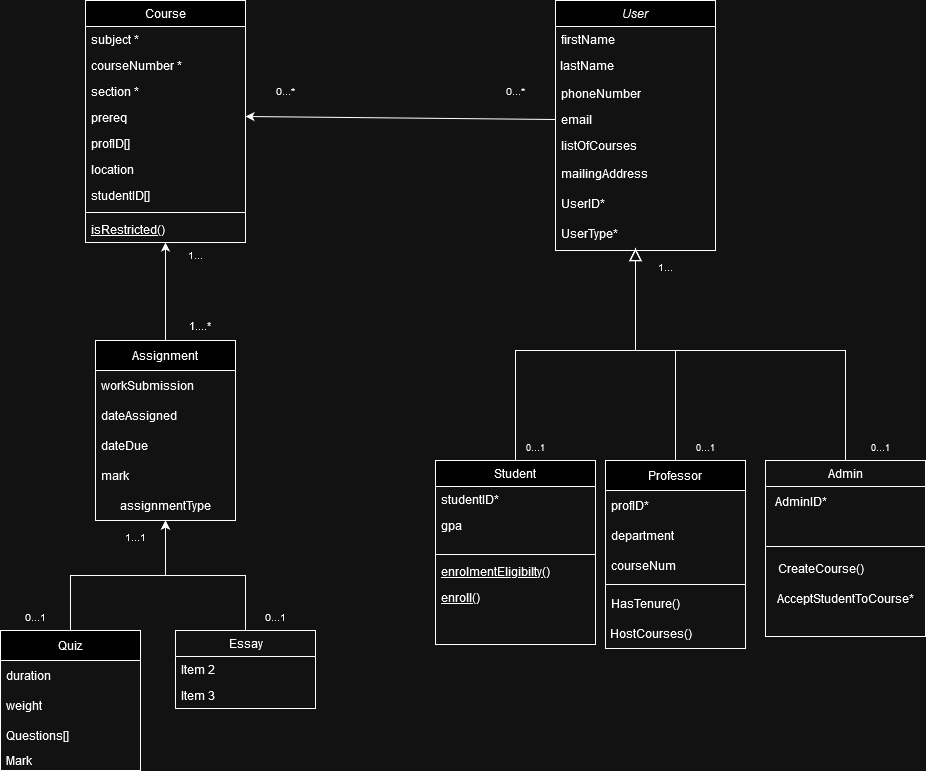 Course
subject *
courseNumber *
section *
prereq
profID[]
location
studentID[]
isRestricted()
0...*
0...*
User
firstName
lastName
phoneNumber
email
listOfCourses
mailingAddress
UserID*
UserType*
1...
1....*
1...
Assignment
workSubmission
dateAssigned
dateDue
mark
assignmentType
1...1
0...1
0...1
Quiz
duration
weight
Questions[]
Mark
Essay
Item 2
Item 3
0...1
0...1
0...1
Student
studentID*
gpa
enrolmentEligibilty()
enroll()
Professor
profID*
department
courseNum
HasTenure()
HostCourses()
Admin
AdminID*
CreateCourse()
AcceptStudentToCourse*